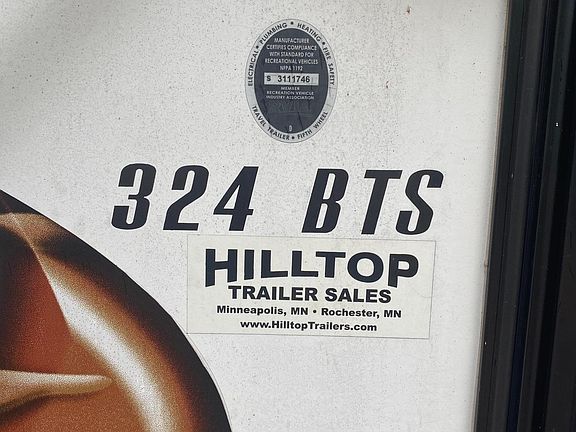 ELECTRICAL • PLUMBING • HEATING • FIRE SAFETY
MANUFACTURER
CERTIFIES COMPLIANCE
WITH STANDARD FOR
RECREATIONAL VEHICLES
NFPA 1192
S 3111746
MEMBER
RECREATION VEHICLE
INDUSTRY ASSOCIATION
D
TRAVEL TRAILER • FIFTH WHEEL
324 BTS
HILLTOP
TRAILER SALES
Minneapolis, MN • Rochester, MN
www.HilltopTrailers.com